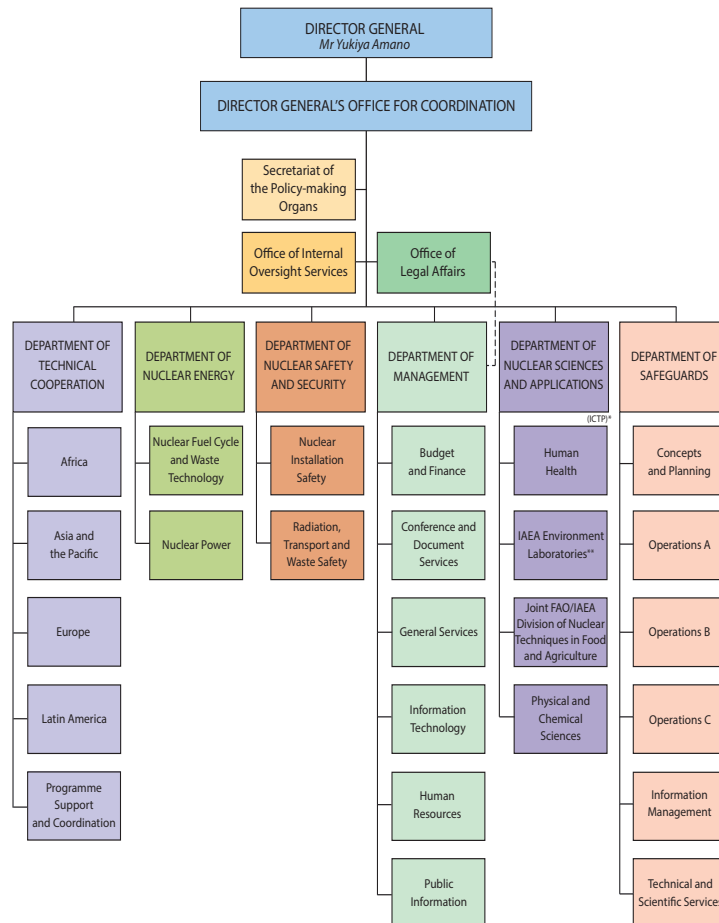 DIRECTOR GENERAL
Mr Yukiya Amano
DIRECTOR GENERAL'S OFFICE FOR COORDINATION
Secretariat of
the Policy-making
Organs
Office of Internal
Oversight Services
Office of
Legal Affairs
DEPARTMENT OF
TECHNICAL
COOPERATION
DEPARTMENT OF
NUCLEAR ENERGY
DEPARTMENT OF
NUCLEAR SAFETY
AND SECURITY
DEPARTMENT OF
MANAGEMENT
DEPARTMENT OF
NUCLEAR SCIENCES
AND APPLICATIONS
(ICTP)*
DEPARTMENT OF
SAFEGUARDS
Africa
Asia and
the Pacific
Europe
Latin America
Programme
Support
and Coordination
Nuclear Fuel Cycle
and Waste
Technology
Nuclear Power
Nuclear
Installation
Safety
Radiation,
Transport and
Waste Safety
Budget
and Finance
Conference and
Document
Services
General Services
Information
Technology
Human
Resources
Public
Information
Human
Health
IAEA Environment
Laboratories**
Joint FAO/IAEA
Division of Nuclear
Techniques in Food
and Agriculture
Physical and
Chemical
Sciences
Concepts
and Planning
Operations A
Operations B
Operations C
Information
Management
Technical and
Scientific Services